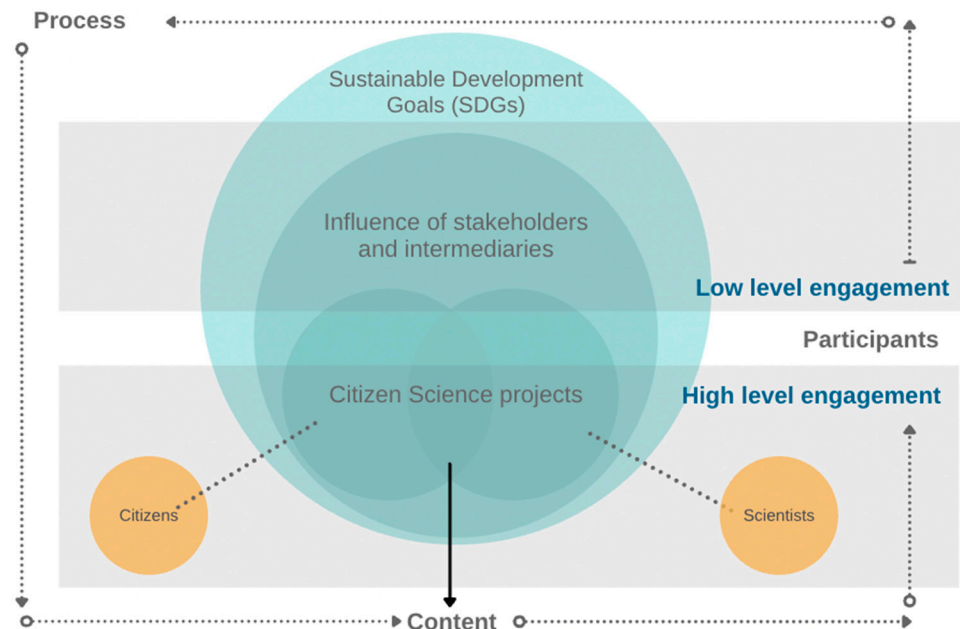 Process
Sustainable Development
Goals (SDGs)
Influence of stakeholders
and intermediaries
Low level engagement
Participants
Citizen Science projects
High level engagement
Citizens
Scientists
Content